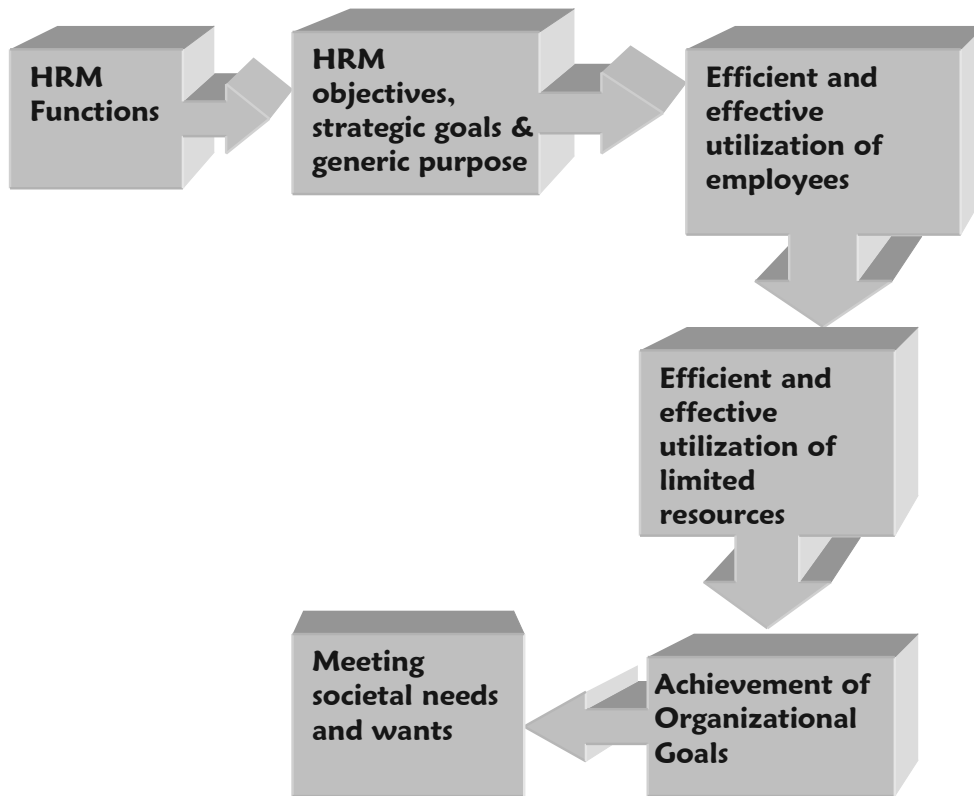 HRM
Functions
HRM
objectives,
strategic goals &
generic purpose
Efficient and
effective
utilization of
employees
Efficient and
effective
utilization of
limited
resources
Achievement of
Organizational
Goals
Meeting
societal needs
and wants